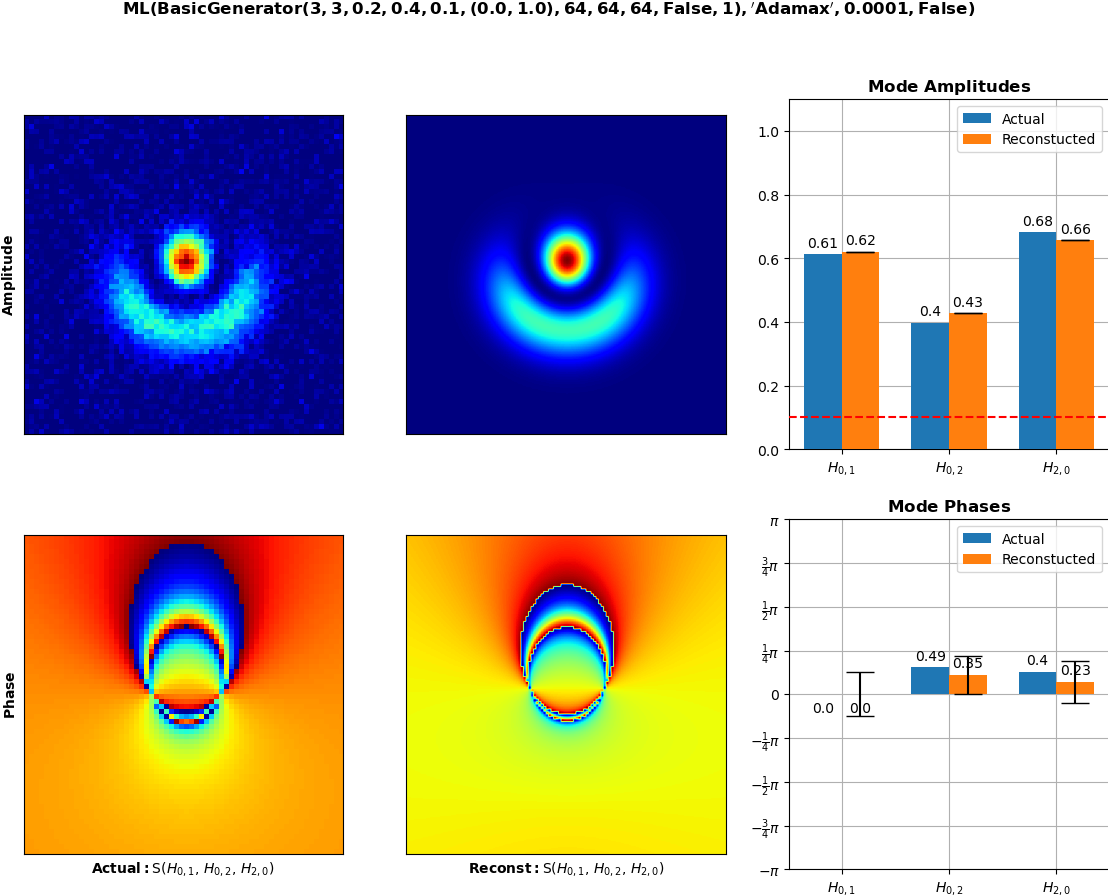 ML(BasicGenerator(3, 3, 0.2, 0.4, 0.1, (0.0, 1.0), 64, 64, 64, False, 1), 'Adamax', 0.0001, False)
Amplitude
Mode Amplitudes
Actual
Reconstucted
1.0
0.8
0.6
0.4
0.2
0.0
0.61
0.62
0.4
0.43
0.68
0.66
H₀,₁
H₀,₂
H₂,₀
Phase
Actual: S(H₀,₁, H₀,₂, H₂,₀)
Reconst: S(H₀,₁, H₀,₂, H₂,₀)
Mode Phases
Actual
Reconstucted
π
3/4π
1/2π
1/4π
0
−1/4π
−1/2π
−3/4π
−π
0.0
0.0
0.49
0.35
0.4
0.23
H₀,₁
H₀,₂
H₂,₀